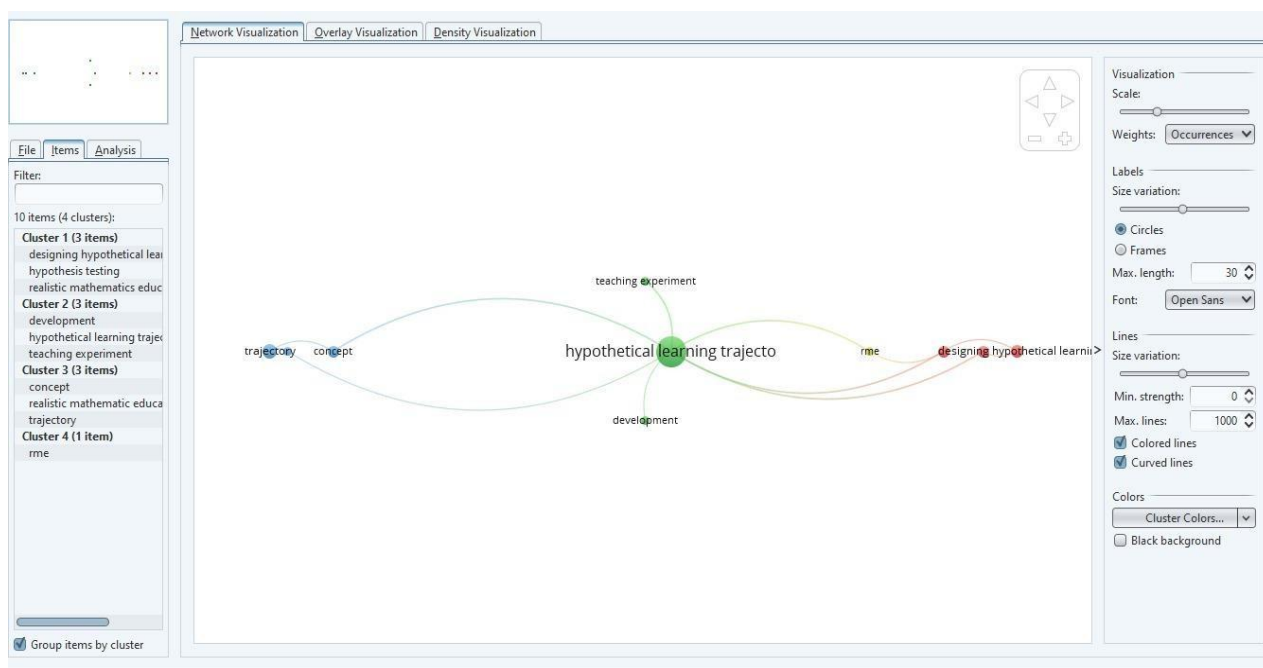 Network Visualization
Overlay Visualization
Density Visualization
File
Items
Analysis
Filter:
10 items (4 clusters):
Cluster 1 (3 items)
designing hypothetical lear
hypothesis testing
realistic mathematics educ
Cluster 2 (3 items)
development
hypothetical learning trajec
teaching experiment
Cluster 3 (3 items)
concept
realistic mathematic educa
trajectory
Cluster 4 (1 item)
rme
Group items by cluster
teaching experiment
trajectory
concept
hypothetical learning trajecto
rme
designing hypothetical learnin>
development
Visualization
Scale:
Weights: Occurrences
Labels
Size variation:
Circles
Frames
Max. length: 30
Font: Open Sans
Lines
Size variation:
Min. strength: 0
Max. lines: 1000
Colored lines
Curved lines
Colors
Cluster Colors...
Black background